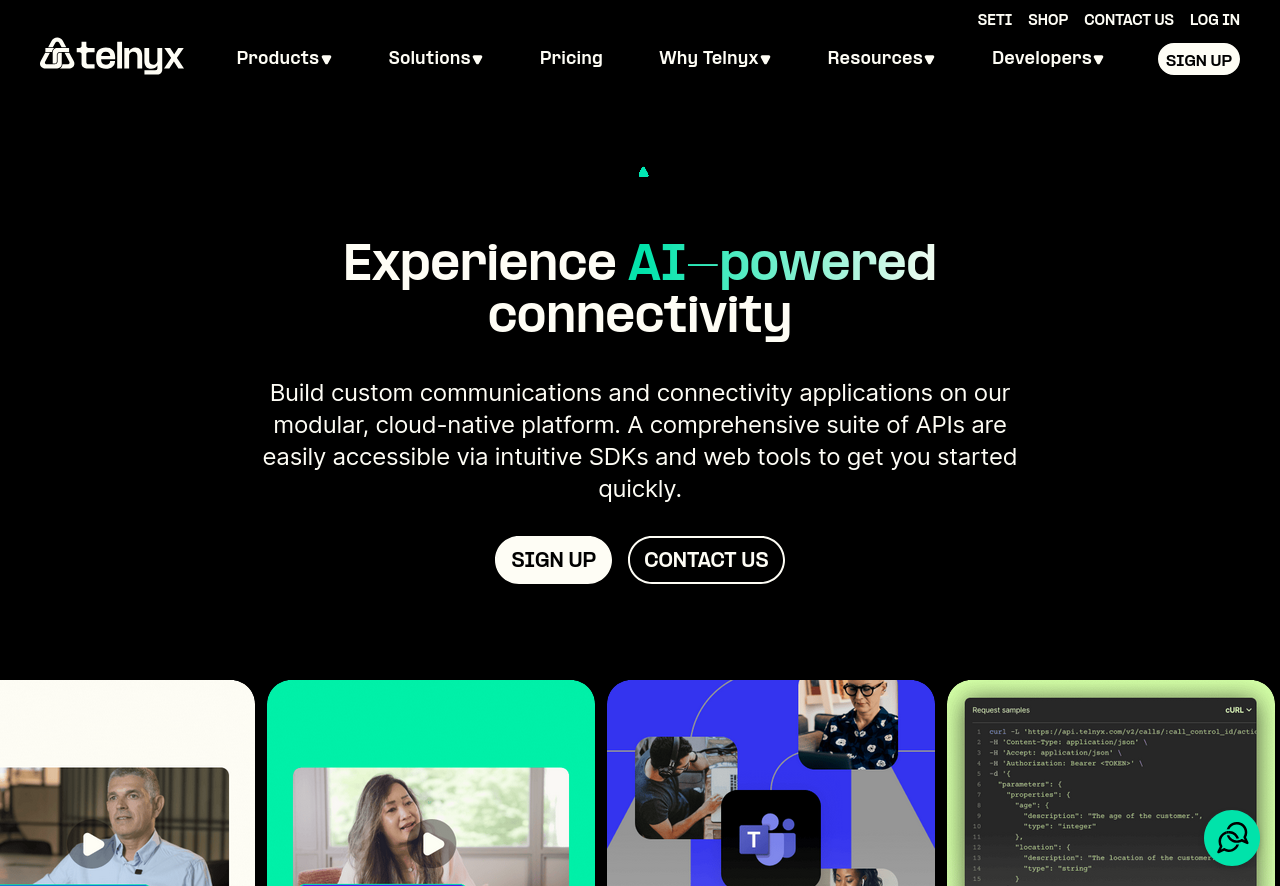 SETI SHOP CONTACT US LOG IN
telnyx Products Solutions Pricing Why Telnyx Resources Developers SIGN UP
Experience AI-powered
connectivity
Build custom communications and connectivity applications on our
modular, cloud-native platform. A comprehensive suite of APIs are
easily accessible via intuitive SDKs and web tools to get you started
quickly.
SIGN UP CONTACT US
T
Request samples cURL
1 curl -L 'https://api.telnyx.com/v2/calls/:call_control_id/actio
2 -H 'Content-Type: application/json' \
3 -H 'Accept: application/json' \
4 -H 'Authorization: Bearer <TOKEN>' \
5 -d '{
6 "parameters": {
7 "properties": {
8 "age": {
9 "description": "The age of the customer.",
10 "type": "integer"
11 },
12 "location": {
13 "description": "The location of the customer
14 "type": "string"
15 }